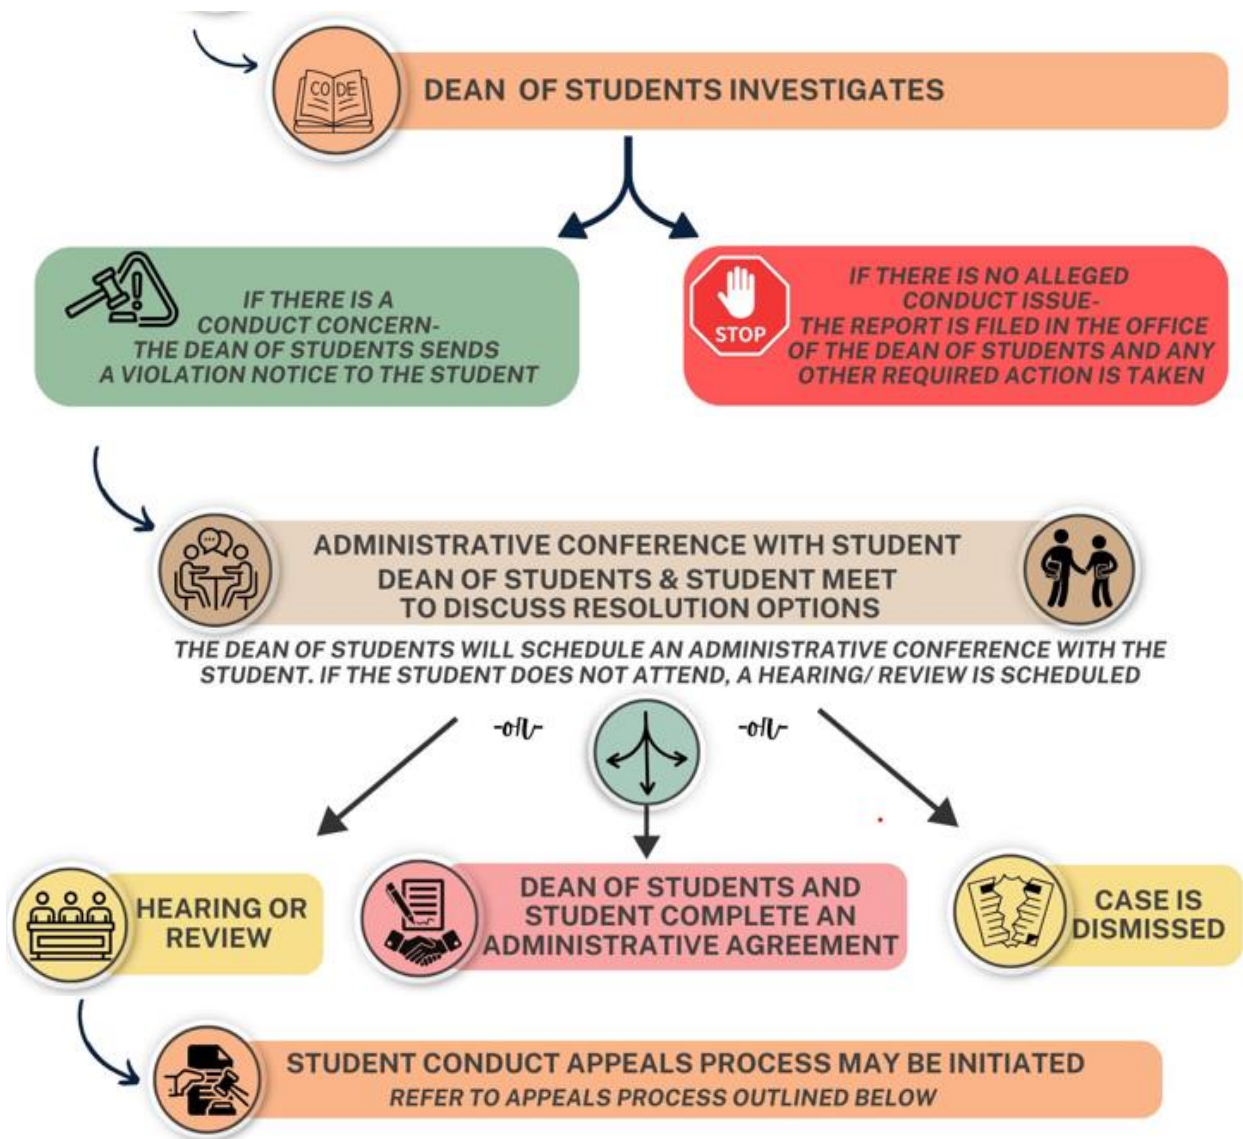 CODE
DEAN OF STUDENTS INVESTIGATES
IF THERE IS A
CONDUCT CONCERN-
THE DEAN OF STUDENTS SENDS
A VIOLATION NOTICE TO THE STUDENT
STOP
IF THERE IS NO ALLEGED
CONDUCT ISSUE-
THE REPORT IS FILED IN THE OFFICE
OF THE DEAN OF STUDENTS AND ANY
OTHER REQUIRED ACTION IS TAKEN
ADMINISTRATIVE CONFERENCE WITH STUDENT
DEAN OF STUDENTS & STUDENT MEET
TO DISCUSS RESOLUTION OPTIONS
THE DEAN OF STUDENTS WILL SCHEDULE AN ADMINISTRATIVE CONFERENCE WITH THE
STUDENT. IF THE STUDENT DOES NOT ATTEND, A HEARING/ REVIEW IS SCHEDULED
-or-
-or-
HEARING OR
REVIEW
DEAN OF STUDENTS AND
STUDENT COMPLETE AN
ADMINISTRATIVE AGREEMENT
CASE IS
DISMISSED
STUDENT CONDUCT APPEALS PROCESS MAY BE INITIATED
REFER TO APPEALS PROCESS OUTLINED BELOW